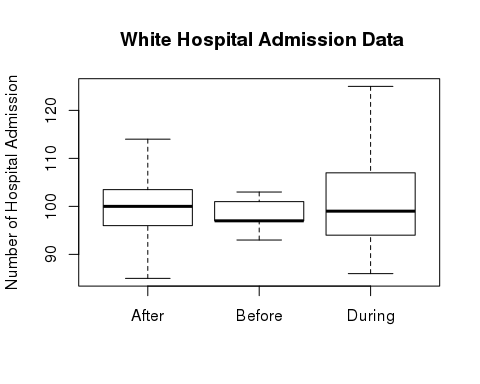 White Hospital Admission Data
Number of Hospital Admission
120
110
100
90
After Before During